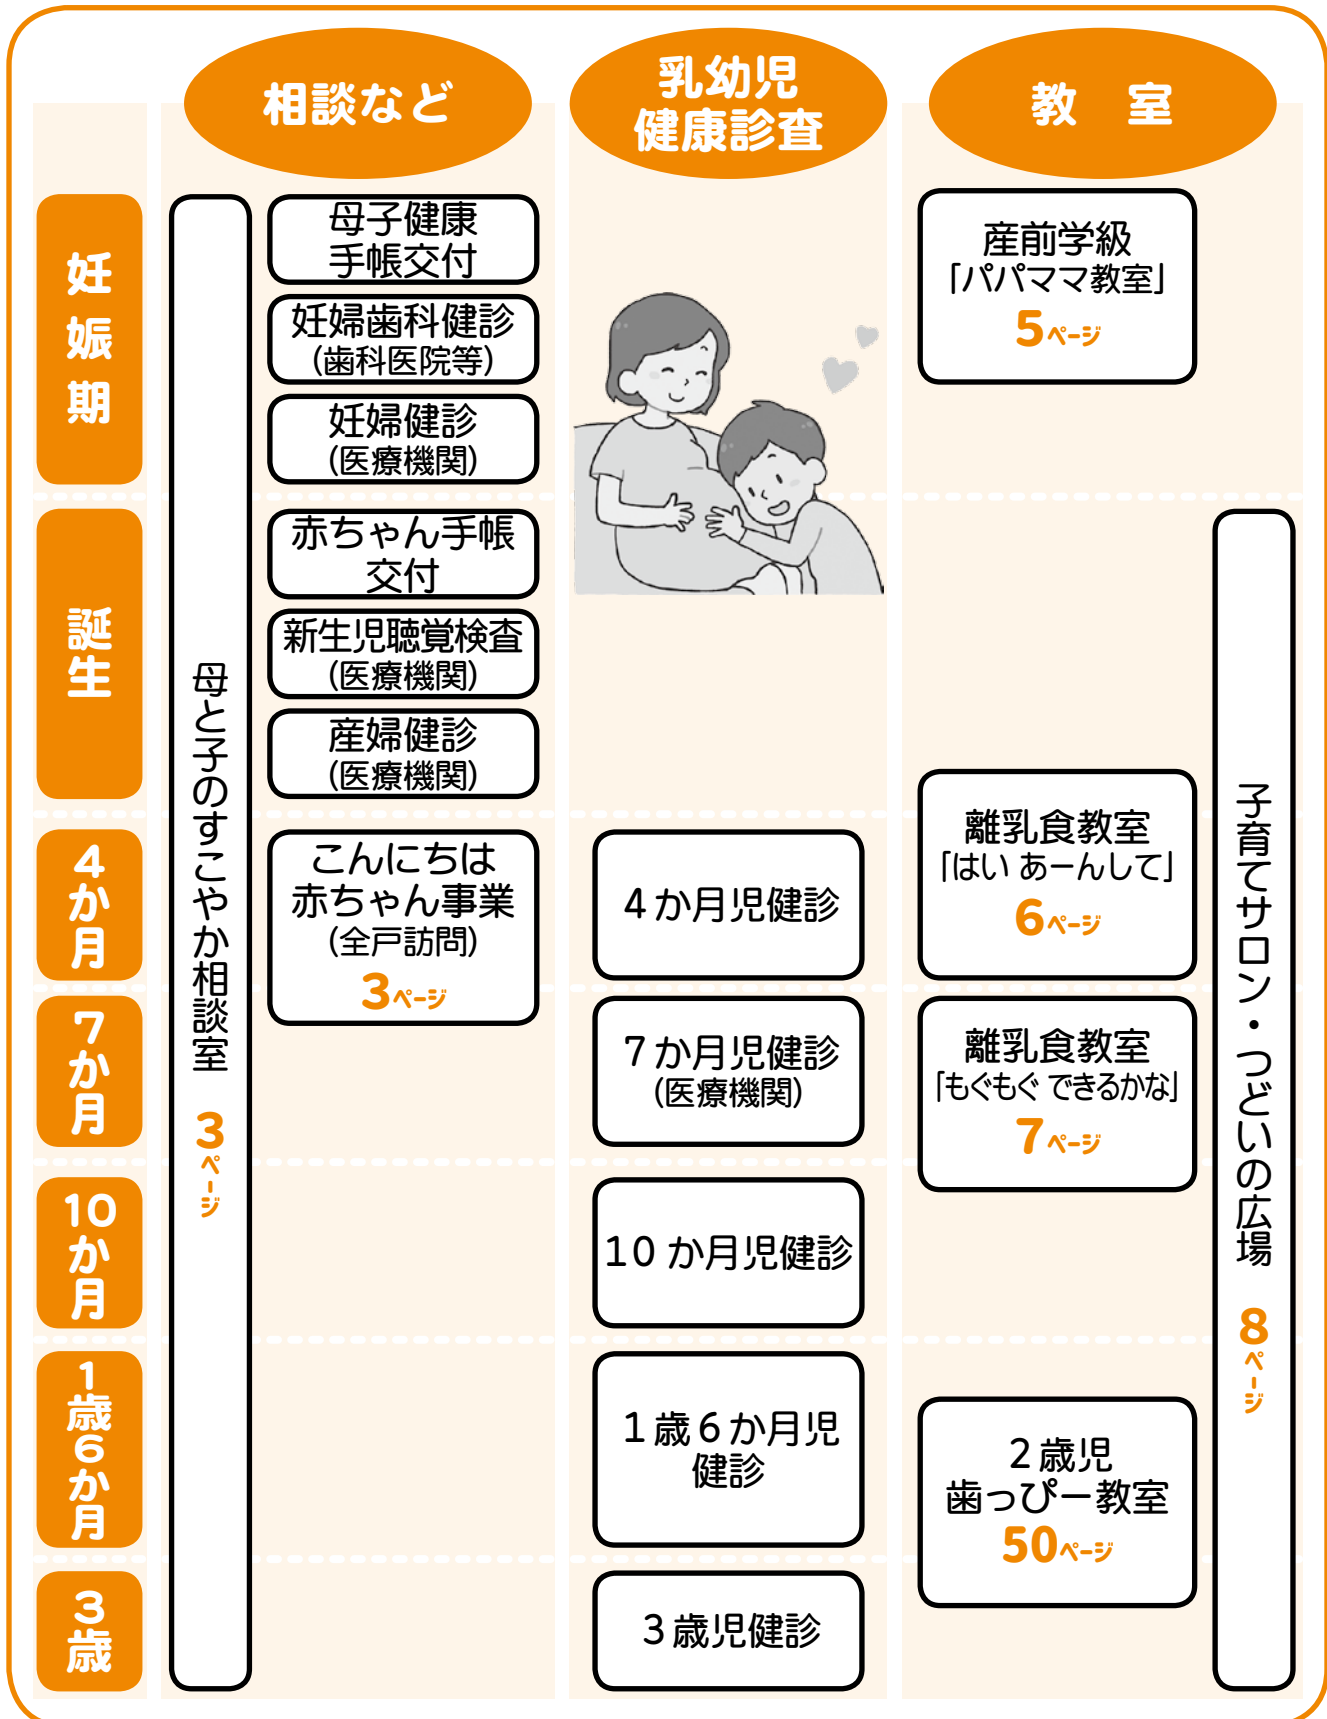 相談など
乳幼児
健康診査
教　室
妊娠期
誕生
4か月
7か月
10か月
1歳6か月
3歳
母と子のすこやか相談室 3ページ
母子健康
手帳交付
妊婦歯科健診
(歯科医院等)
妊婦健診
(医療機関)
赤ちゃん手帳
交付
新生児聴覚検査
(医療機関)
産婦健診
(医療機関)
こんにちは
赤ちゃん事業
(全戸訪問)
3ページ
4か月児健診
7か月児健診
(医療機関)
10か月児健診
1歳6か月児
健診
3歳児健診
産前学級
「パパママ教室」
5ページ
離乳食教室
「はい あーんして」
6ページ
離乳食教室
「もぐもぐ できるかな」
7ページ
2歳児
歯っぴー教室
50ページ
子育てサロン・つどいの広場 8ページ